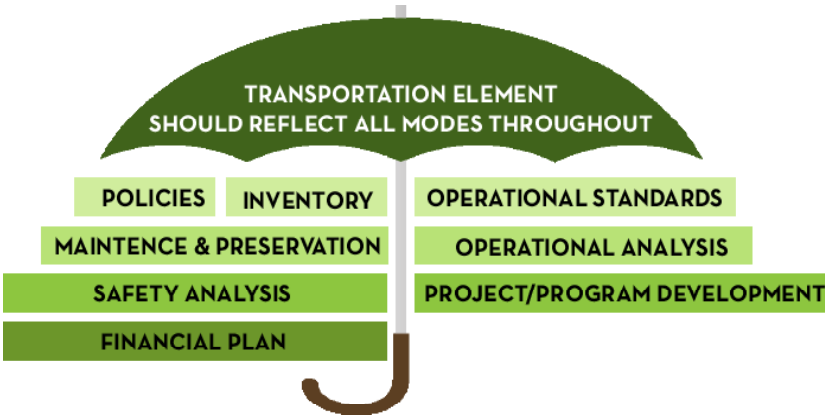 TRANSPORTATION ELEMENT
SHOULD REFLECT ALL MODES THROUGHOUT
POLICIES
INVENTORY
OPERATIONAL STANDARDS
MAINTENCE & PRESERVATION
OPERATIONAL ANALYSIS
SAFETY ANALYSIS
PROJECT/PROGRAM DEVELOPMENT
FINANCIAL PLAN